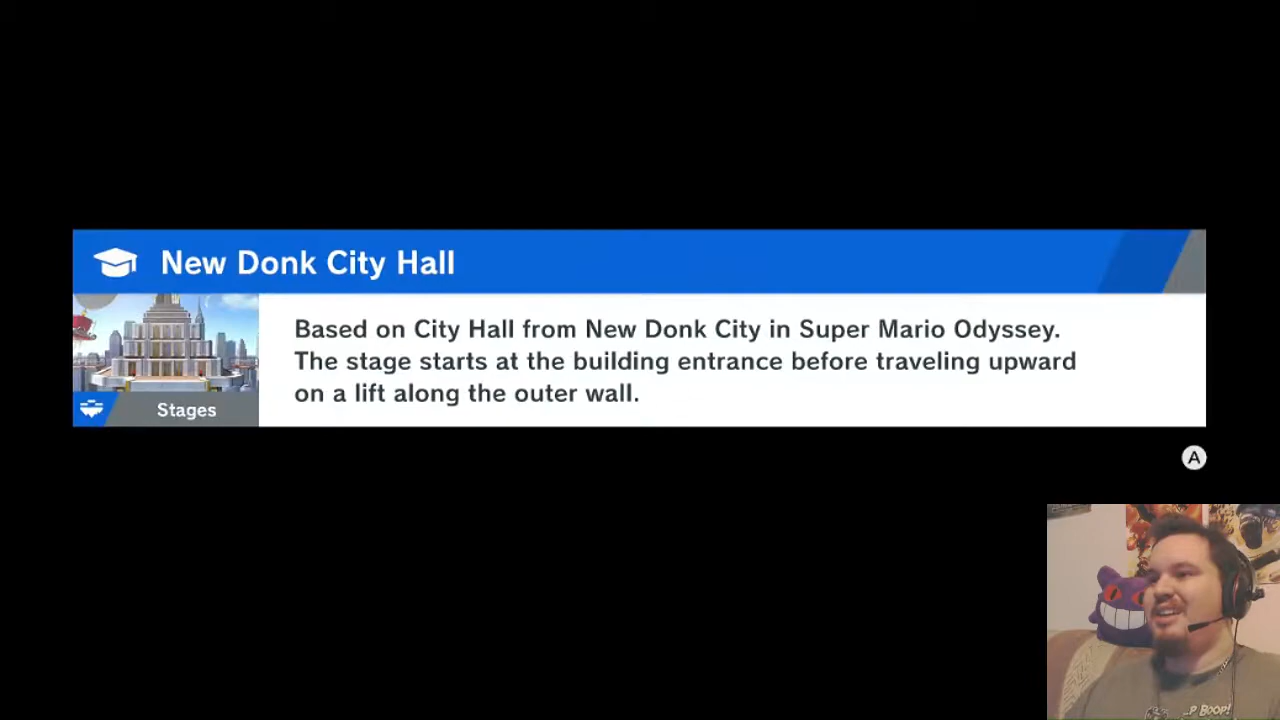 New Donk City Hall
Based on City Hall from New Donk City in Super Mario Odyssey.
The stage starts at the building entrance before traveling upward
on a lift along the outer wall.
Stages
A
P BOOP!